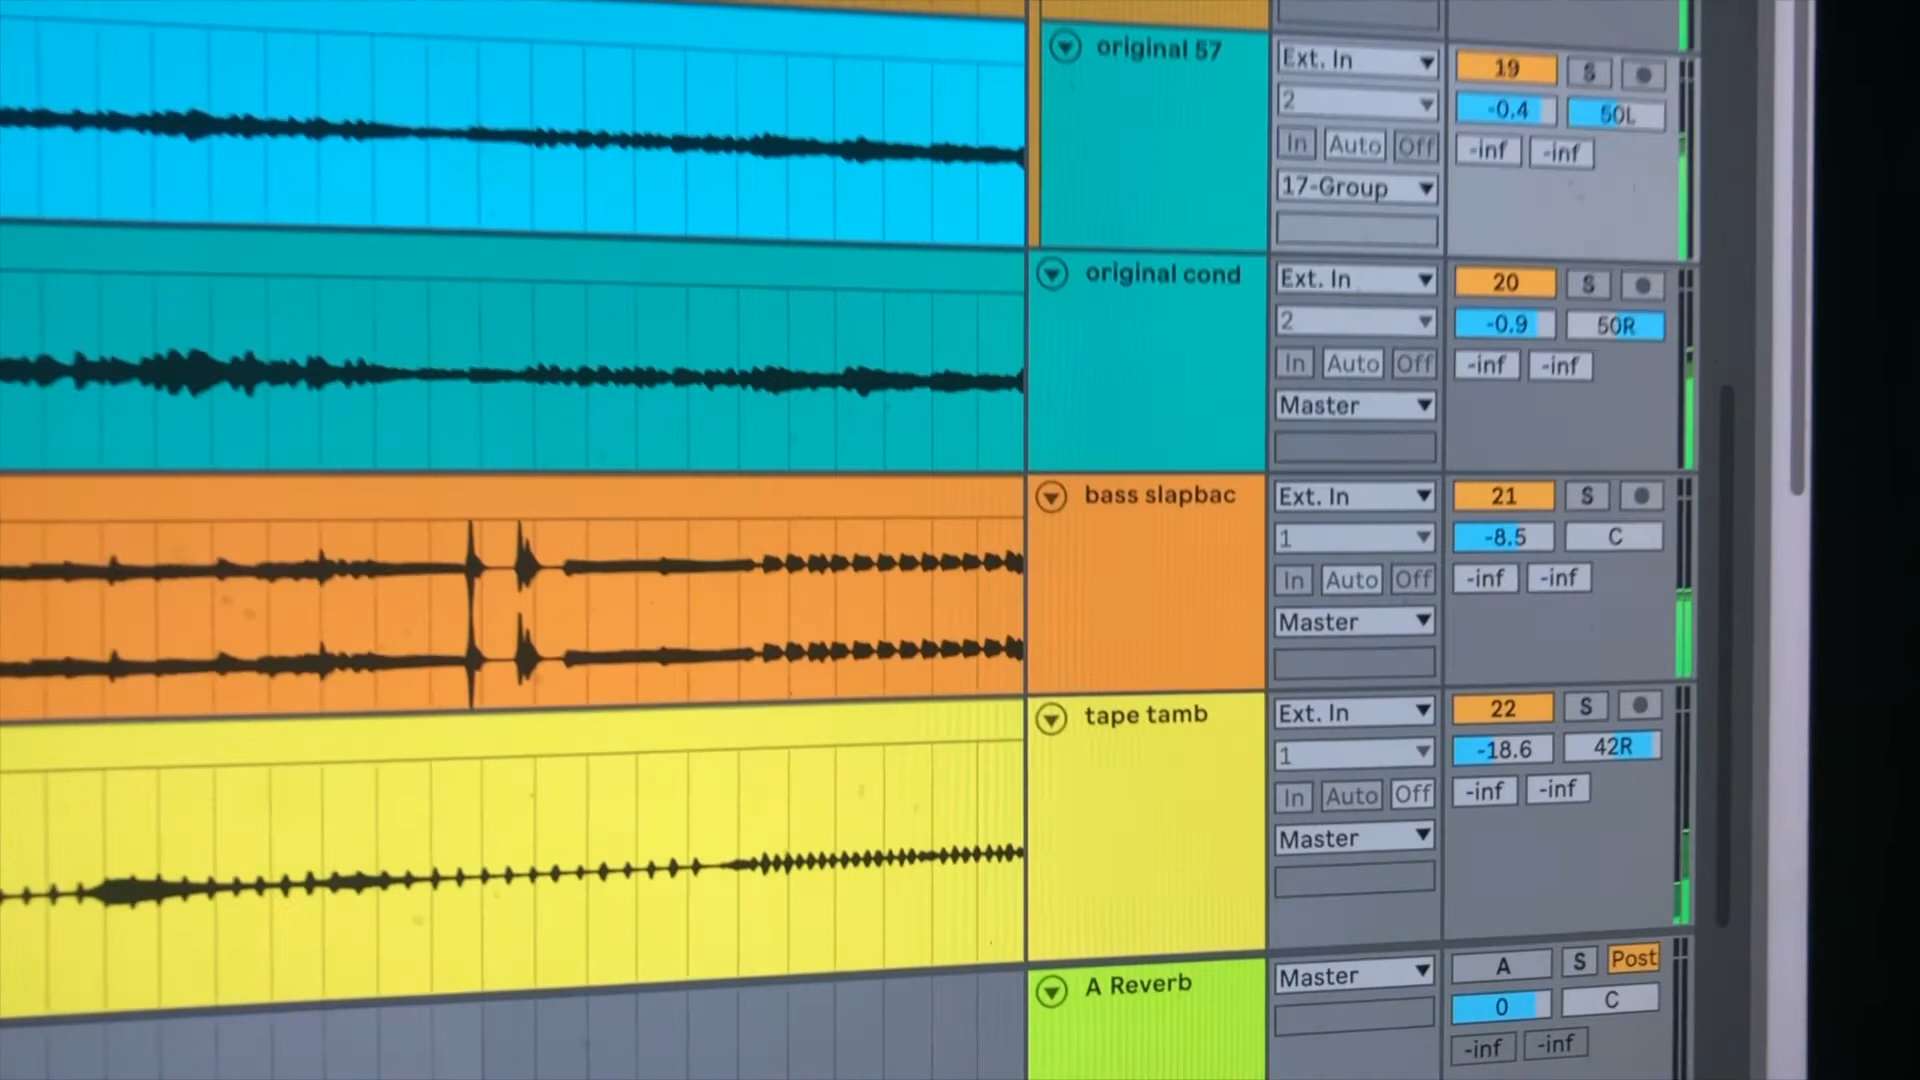 original 57
Ext. In
19
S
2
-0.4
50L
In
Auto
Off
-inf
-inf
17-Group
original cond
Ext. In
20
S
2
-0.9
50R
In
Auto
Off
-inf
-inf
Master
bass slapbac
Ext. In
21
S
1
-8.5
C
In
Auto
Off
-inf
-inf
Master
tape tamb
Ext. In
22
S
1
-18.6
42R
In
Auto
Off
-inf
-inf
Master
A Reverb
Master
A
S
Post
0
C
-inf
-inf